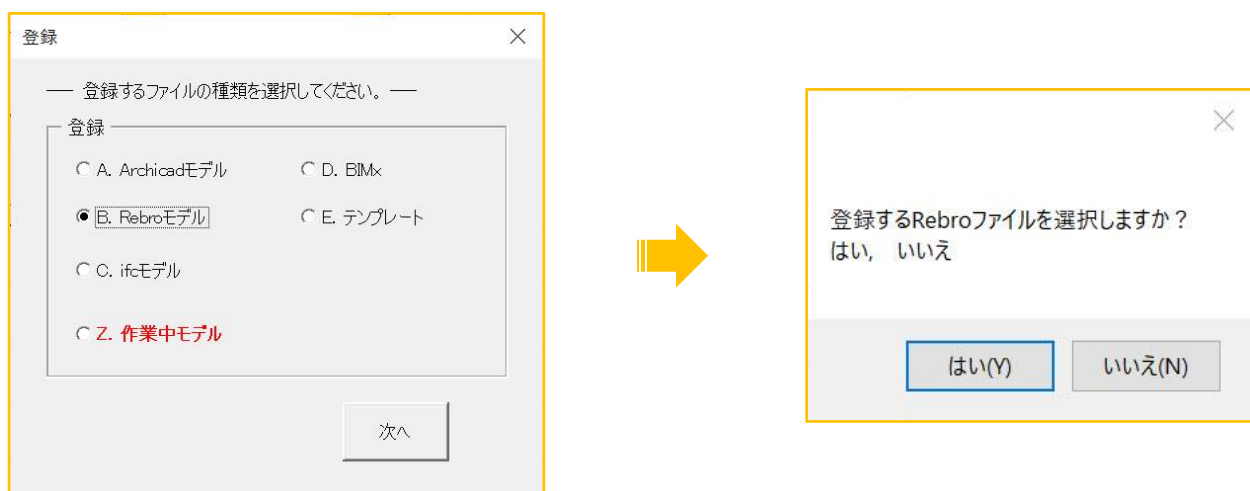 登録
── 登録するファイルの種類を選択してください。 ──
登録
A. Archicadモデル
D. BIMx
B. Rebroモデル
E. テンプレート
C. ifcモデル
Z. 作業中モデル
次へ
登録するRebroファイルを選択しますか？
はい,　いいえ
はい(Y)
いいえ(N)